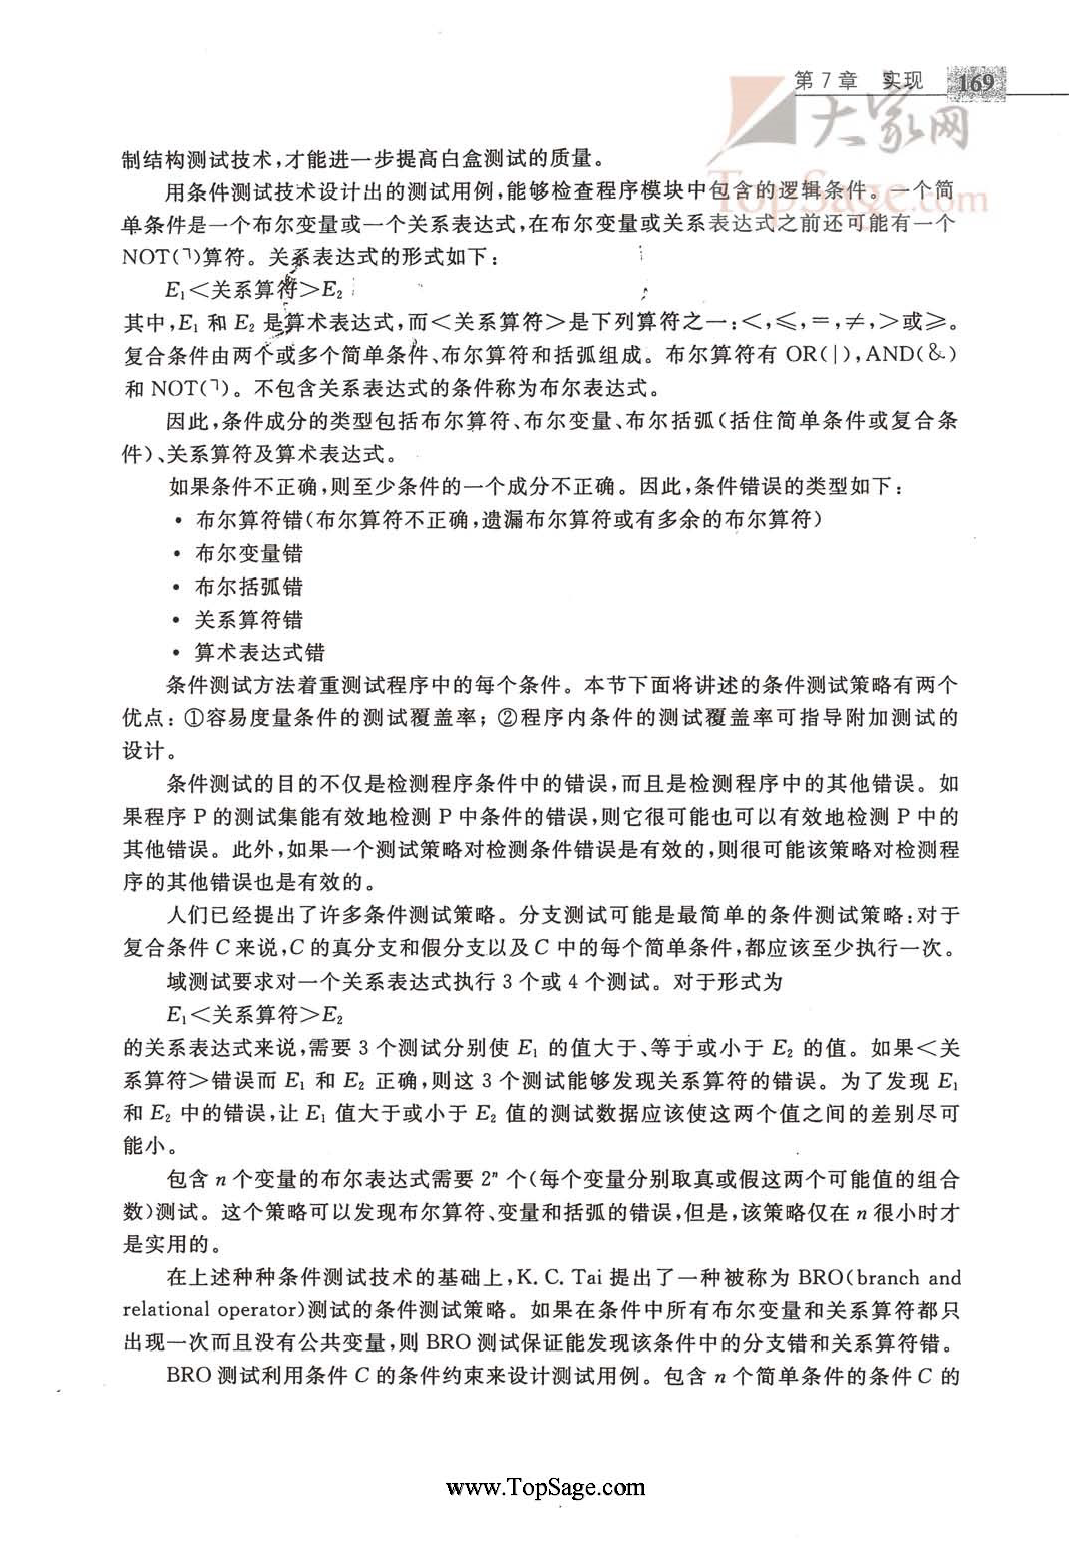 第 7 章 实现 169
大家网
TopSage.com
制结构测试技术,才能进一步提高白盒测试的质量。
用条件测试技术设计出的测试用例,能够检查程序模块中包含的逻辑条件。一个简
单条件是一个布尔变量或一个关系表达式,在布尔变量或关系表达式之前还可能有一个
NOT(ㄱ)算符。关系表达式的形式如下:
E₁<关系算符>E₂
其中,E₁ 和 E₂ 是算术表达式,而<关系算符>是下列算符之一:<,≤,=,≠,>或≥。
复合条件由两个或多个简单条件、布尔算符和括弧组成。布尔算符有 OR(|),AND(&)
和 NOT(ㄱ)。不包含关系表达式的条件称为布尔表达式。
因此,条件成分的类型包括布尔算符、布尔变量、布尔括弧(括住简单条件或复合条
件)、关系算符及算术表达式。
如果条件不正确,则至少条件的一个成分不正确。因此,条件错误的类型如下:
• 布尔算符错(布尔算符不正确,遗漏布尔算符或有多余的布尔算符)
• 布尔变量错
• 布尔括弧错
• 关系算符错
• 算术表达式错
条件测试方法着重测试程序中的每个条件。本节下面将讲述的条件测试策略有两个
优点:①容易度量条件的测试覆盖率;②程序内条件的测试覆盖率可指导附加测试的
设计。
条件测试的目的不仅是检测程序条件中的错误,而且是检测程序中的其他错误。如
果程序 P 的测试集能有效地检测 P 中条件的错误,则它很可能也可以有效地检测 P 中的
其他错误。此外,如果一个测试策略对检测条件错误是有效的,则很可能该策略对检测程
序的其他错误也是有效的。
人们已经提出了许多条件测试策略。分支测试可能是最简单的条件测试策略:对于
复合条件 C 来说,C 的真分支和假分支以及 C 中的每个简单条件,都应该至少执行一次。
域测试要求对一个关系表达式执行 3 个或 4 个测试。对于形式为
E₁<关系算符>E₂
的关系表达式来说,需要 3 个测试分别使 E₁ 的值大于、等于或小于 E₂ 的值。如果<关
系算符>错误而 E₁ 和 E₂ 正确,则这 3 个测试能够发现关系算符的错误。为了发现 E₁
和 E₂ 中的错误,让 E₁ 值大于或小于 E₂ 值的测试数据应该使这两个值之间的差别尽可
能小。
包含 n 个变量的布尔表达式需要 2ⁿ 个(每个变量分别取真或假这两个可能值的组合
数)测试。这个策略可以发现布尔算符、变量和括弧的错误,但是,该策略仅在 n 很小时才
是实用的。
在上述种种条件测试技术的基础上,K. C. Tai 提出了一种被称为 BRO(branch and
relational operator)测试的条件测试策略。如果在条件中所有布尔变量和关系算符都只
出现一次而且没有公共变量,则 BRO 测试保证能发现该条件中的分支错和关系算符错。
BRO 测试利用条件 C 的条件约束来设计测试用例。包含 n 个简单条件的条件 C 的
www.TopSage.com